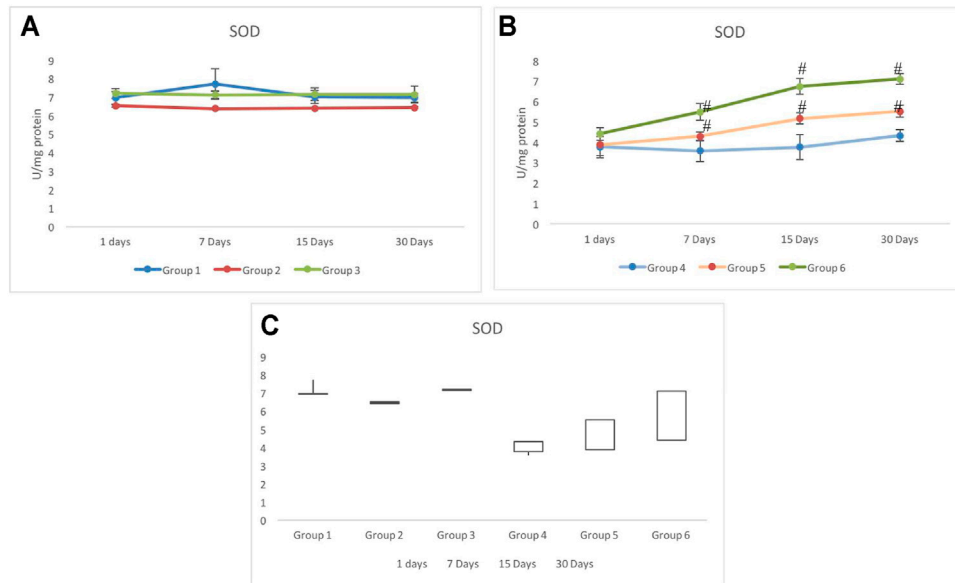 A
SOD
U/mg protein
9
8
7
6
5
4
3
2
1
0
1 days 7 Days 15 Days 30 Days
Group 1 Group 2 Group 3
B
SOD
U/mg protein
9
8
7
6
5
4
3
2
1
0
# #
# # #
#
1 days 7 Days 15 Days 30 Days
Group 4 Group 5 Group 6
C
SOD
9
8
7
6
5
4
3
2
1
0
Group 1 Group 2 Group 3 Group 4 Group 5 Group 6
1 days 7 Days 15 Days 30 Days